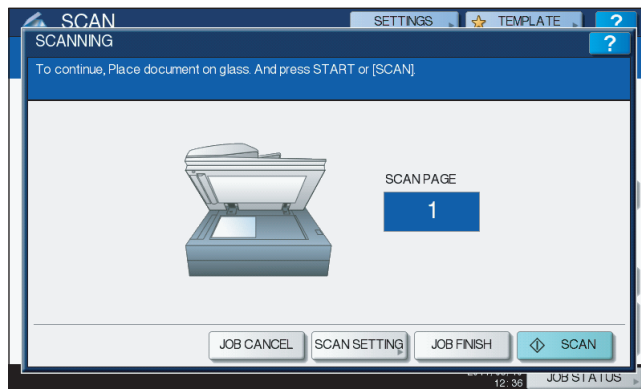 SCAN
SETTINGS
TEMPLATE
?
SCANNING
?
To continue, Place document on glass. And press START or [SCAN].
SCAN PAGE
1
JOB CANCEL
SCAN SETTING
JOB FINISH
SCAN
12:36
JOB STATUS